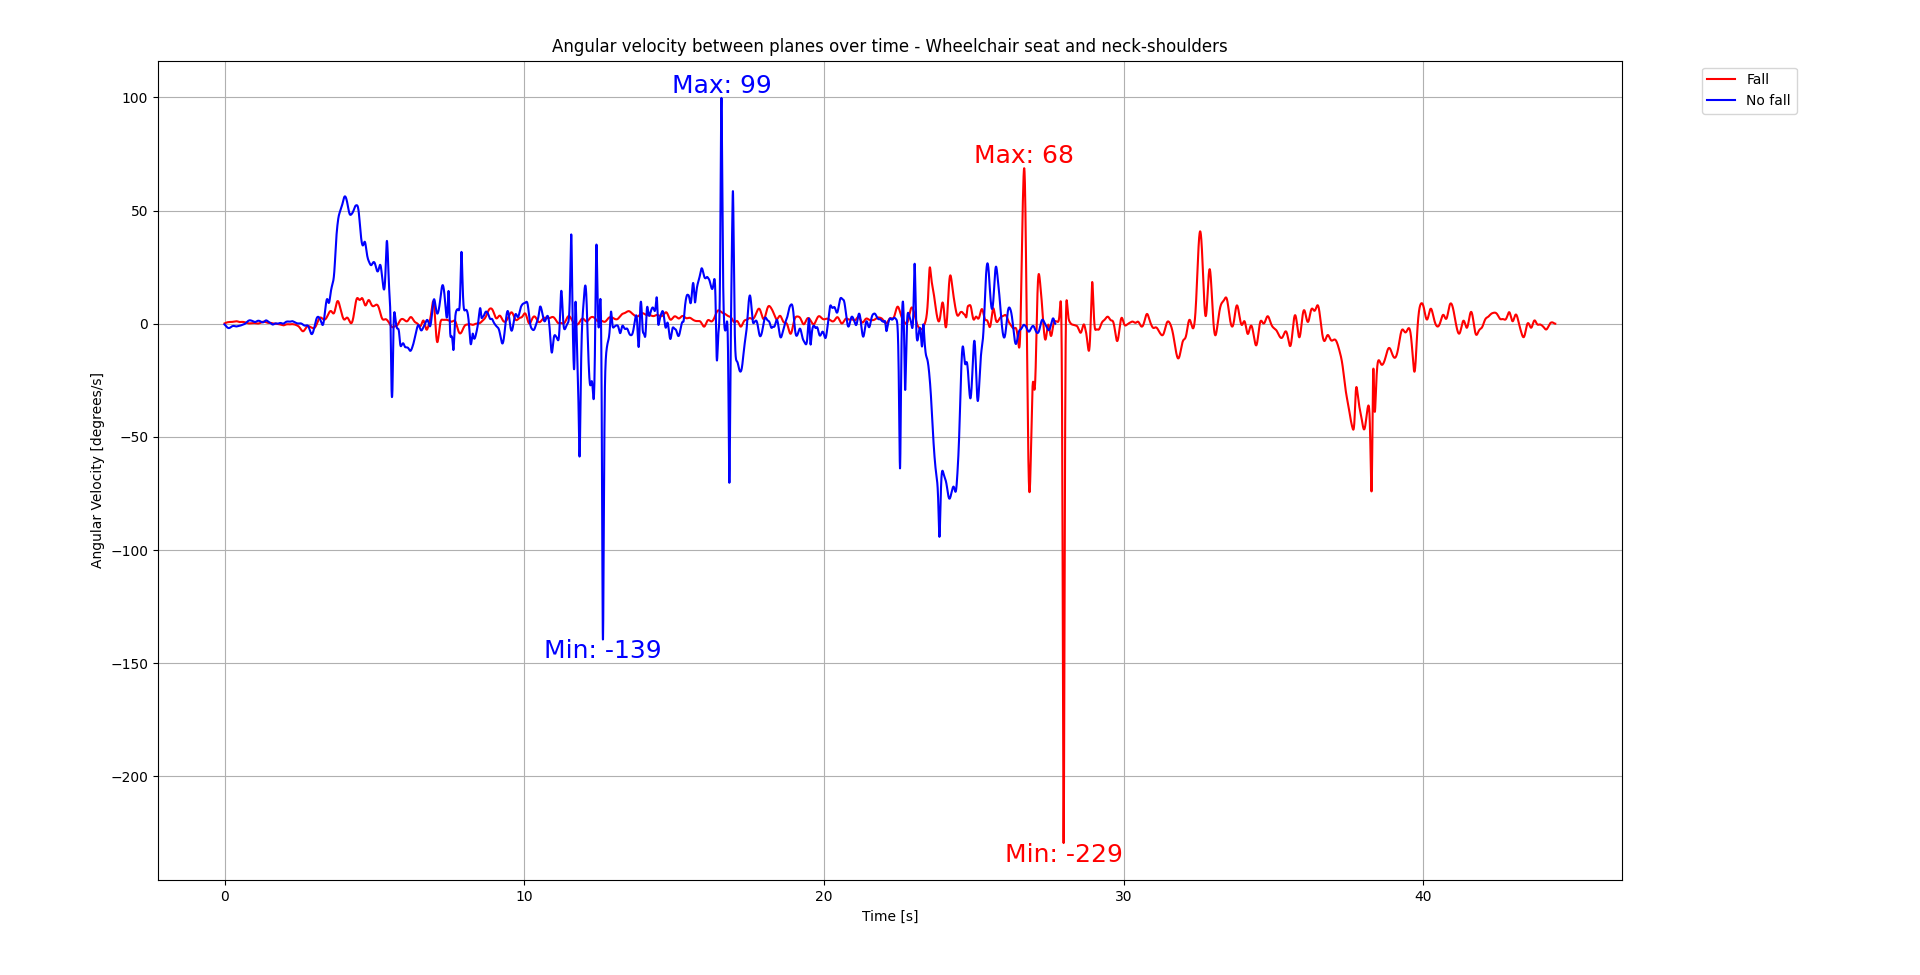 Angular velocity between planes over time - Wheelchair seat and neck-shoulders
Max: 99
Max: 68
Min: -139
Min: -229
Fall
No fall
100
50
0
−50
−100
−150
−200
Angular Velocity [degrees/s]
0 10 20 30 40
Time [s]